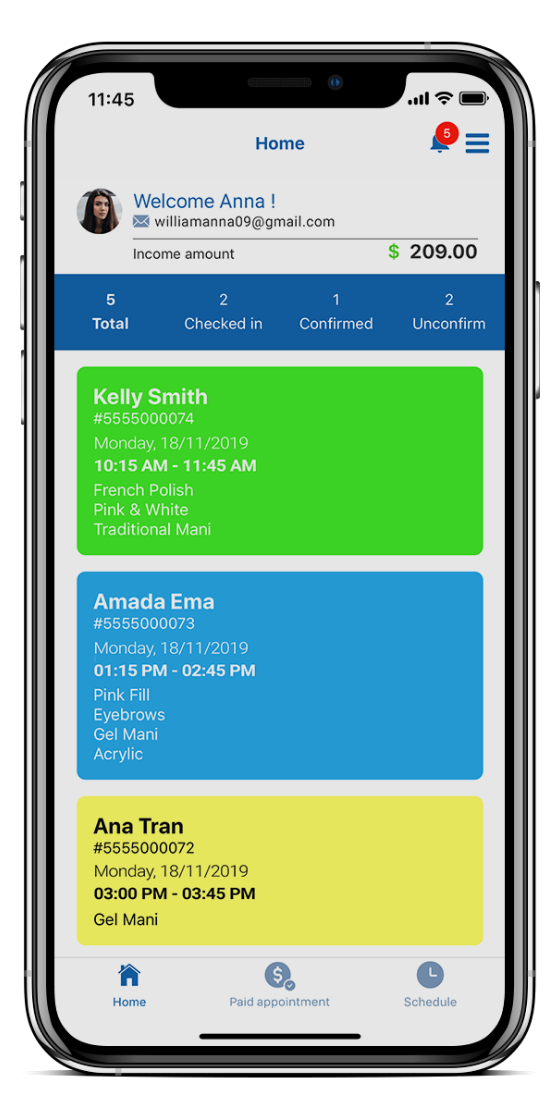 11:45
Home
5
Welcome Anna !
williamanna09@gmail.com
Income amount
$ 209.00
5 2 1 2
Total Checked in Confirmed Unconfirm
Kelly Smith
#5555000074
Monday, 18/11/2019
10:15 AM - 11:45 AM
French Polish
Pink & White
Traditional Mani
Amada Ema
#5555000073
Monday, 18/11/2019
01:15 PM - 02:45 PM
Pink Fill
Eyebrows
Gel Mani
Acrylic
Ana Tran
#5555000072
Monday, 18/11/2019
03:00 PM - 03:45 PM
Gel Mani
$
Home Paid appointment Schedule